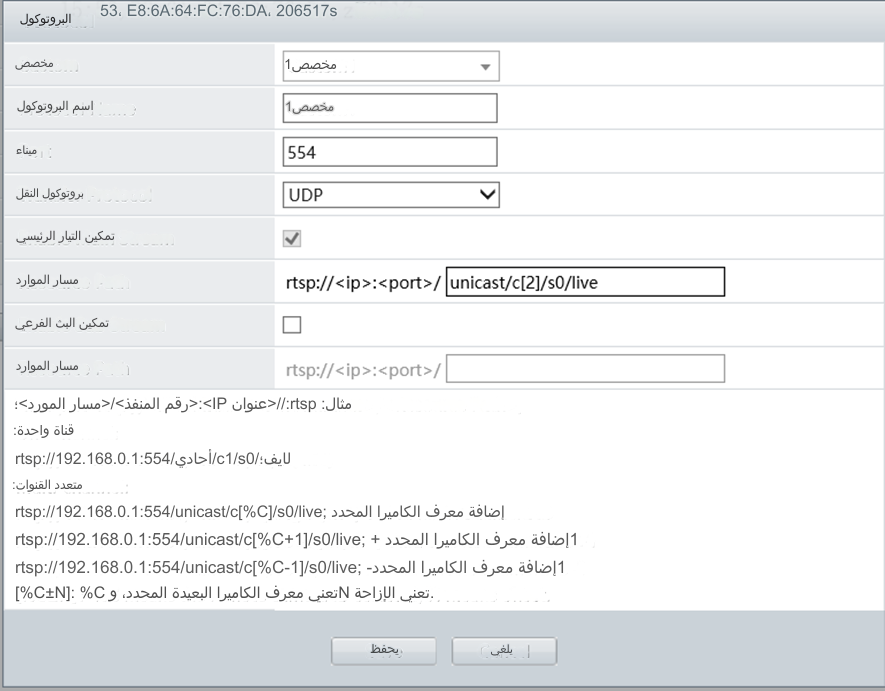 53، E8:6A:64:FC:76:DA، 206517s
البروتوكول
مخصص
مخصص1
اسم البروتوكول
مخصص1
ميناء
554
بروتوكول النقل
UDP
تمكين التيار الرئيسي
مسار الموارد
rtsp://<ip>:<port>/ unicast/c[2]/s0/live
تمكين البث الفرعي
مسار الموارد
rtsp://<ip>:<port>/
مثال: rtsp://<عنوان IP>:<رقم المنفذ>/<مسار المورد>؛
قناة واحدة:
rtsp://192.168.0.1:554/أحادي/c1/s0/لايف؛
متعدد القنوات:
rtsp://192.168.0.1:554/unicast/c[%C]/s0/live; إضافة معرف الكاميرا المحدد
rtsp://192.168.0.1:554/unicast/c[%C+1]/s0/live; + إضافة معرف الكاميرا المحدد1
rtsp://192.168.0.1:554/unicast/c[%C-1]/s0/live; -إضافة معرف الكاميرا المحدد1
[%C±N]: %C تعني معرف الكاميرا البعيدة المحدد، و N تعني الإزاحة.
يحفظ
يلغي